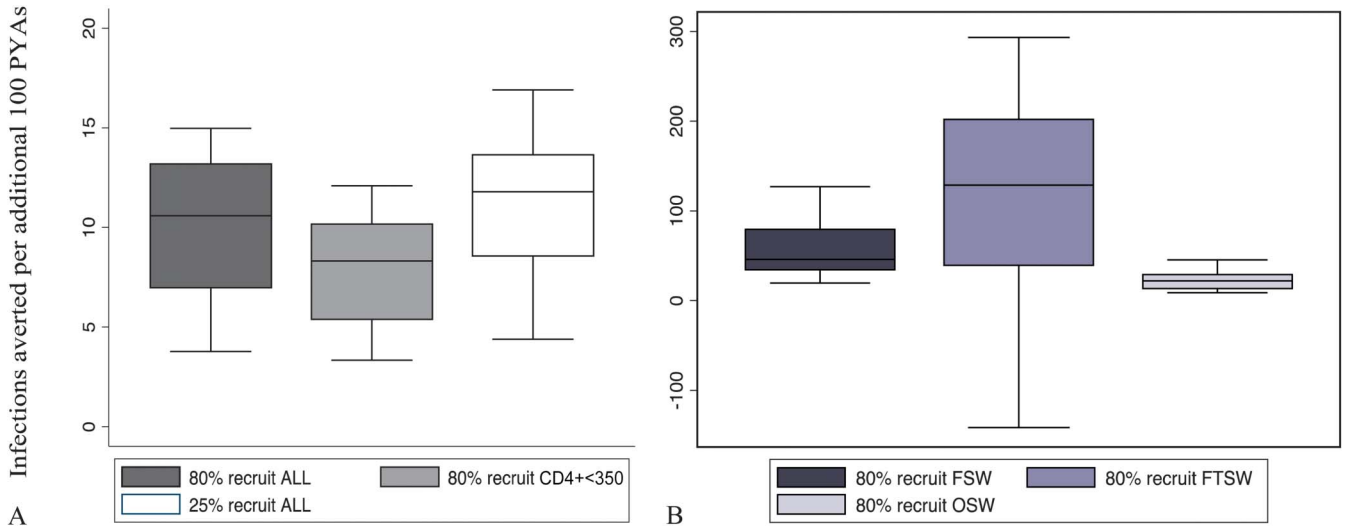 Infections averted per additional 100 PYAs
20
15
10
5
0
80% recruit ALL
80% recruit CD4+<350
25% recruit ALL
A
300
200
100
0
-100
80% recruit FSW
80% recruit FTSW
80% recruit OSW
B